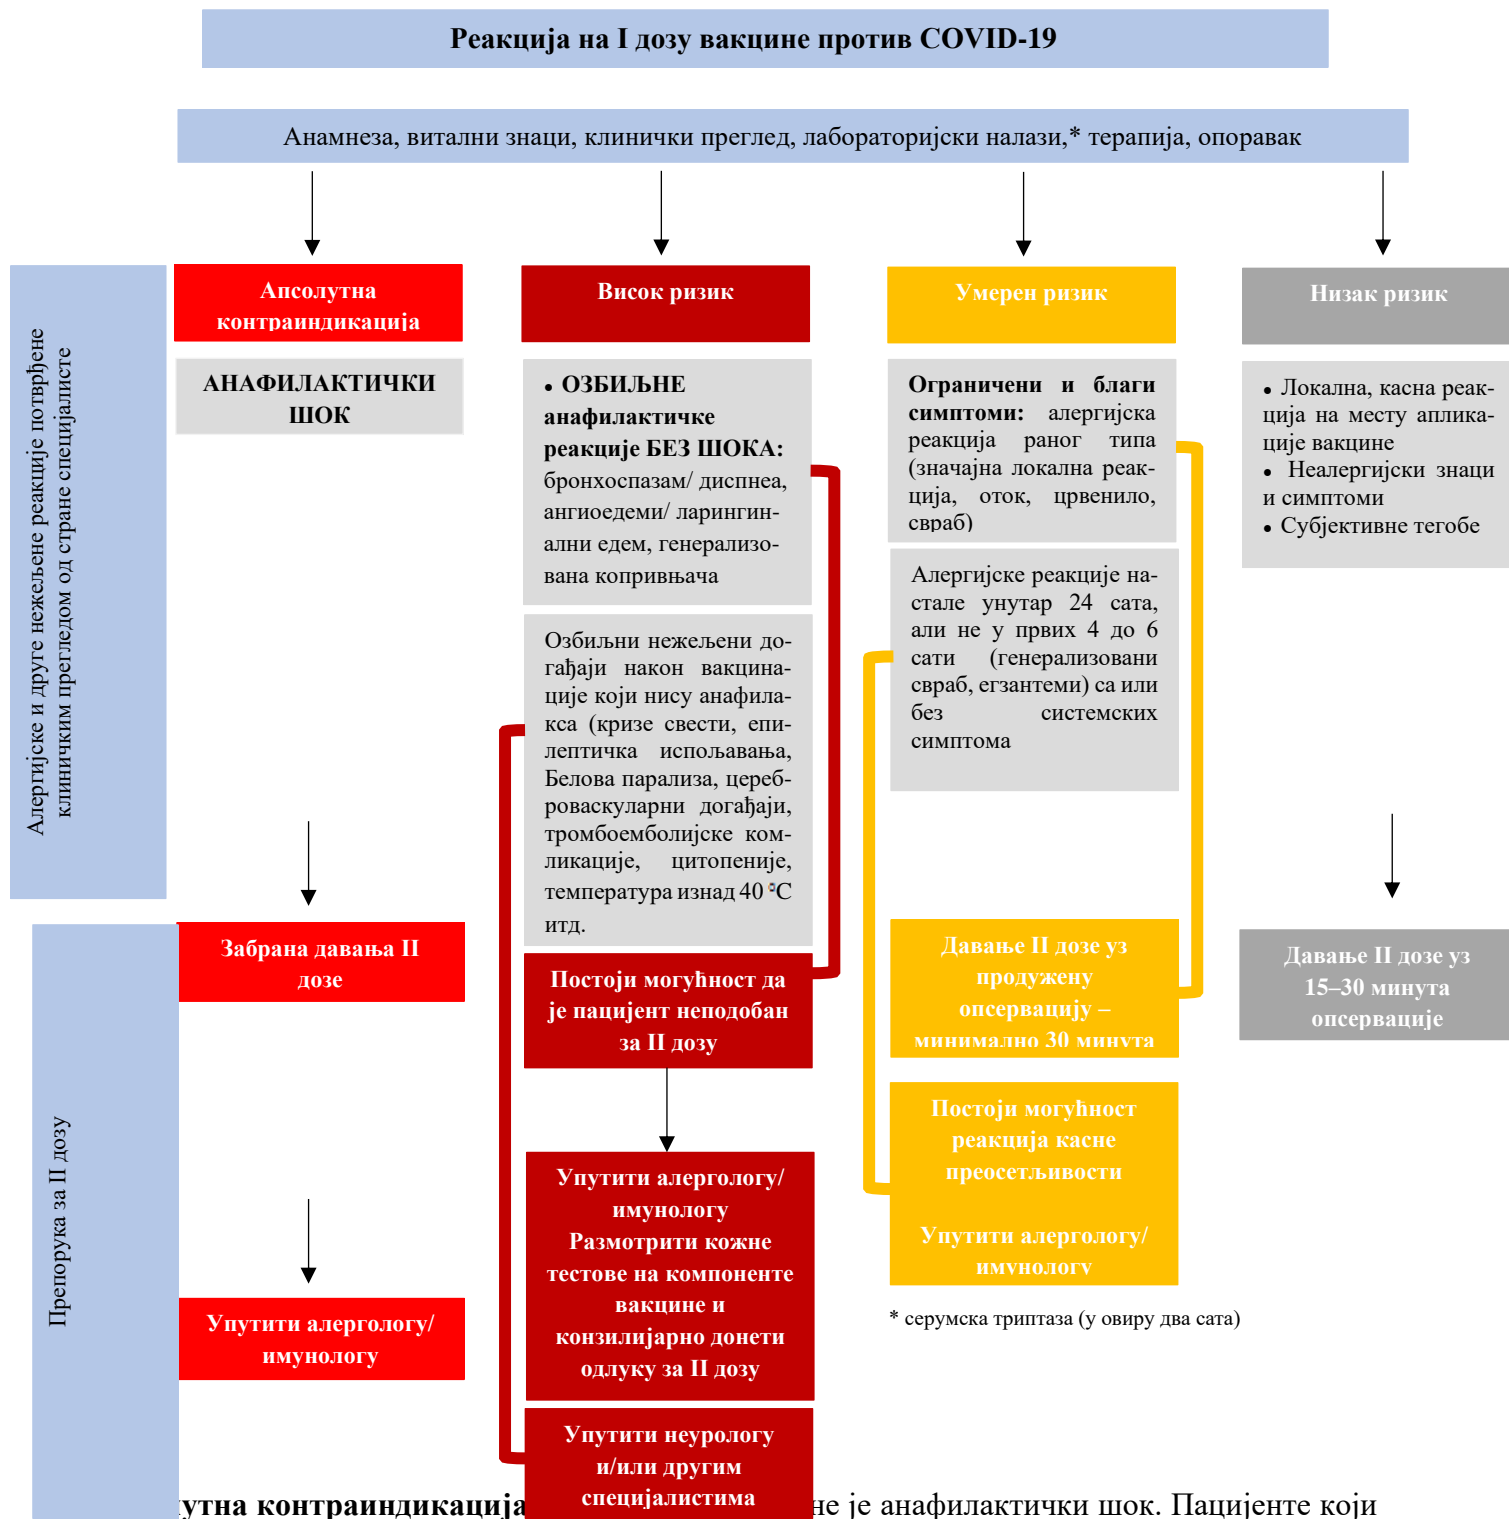 Реакција на I дозу вакцине против COVID-19
Анамнеза, витални знаци, клинички преглед, лабораторијски налази,* терапија, опоравак
Алергијске и друге нежељене реакције потврђене
клиничким прегледом од стране специјалисте
Апсолутна
контраиндикација
АНАФИЛАКТИЧКИ
ШОК
Забрана давања II
дозе
Упутити алергологу/
имунологу
Висок ризик
• ОЗБИЉНЕ
анафилактичке
реакције БЕЗ ШОКА:
бронхоспазам/ диспнеа,
ангиоедеми/ ларингин-
ални едем, генерализо-
вана копривњача
Озбиљни нежељени до-
гађаји након вакцина-
ције који нису анафила-
кса (кризе свести, епи-
лептичка испољавања,
Белова парализа, цереб-
роваскуларни догађаји,
тромбоемболијске ком-
ликације, цитопеније,
температура изнад 40 °C
итд.
Постоји могућност да
је пацијент неподобан
за II дозу
Упутити алергологу/
имунологу
Размотрити кожне
тестове на компоненте
вакцине и
конзилијарно донети
одлуку за II дозу
Упутити неурологу
и/или другим
специјалистима
Умерен ризик
Ограничени и благи
симптоми: алергијска
реакција раног типа
(значајна локална реак-
ција, оток, црвенило,
свраб)
Алергијске реакције на-
стале унутар 24 сата,
али не у првих 4 до 6
сати (генерализовани
свраб, егзантеми) са или
без системских
симптома
Давање II дозе уз
продужену
опсервацију –
минимално 30 минута
Постоји могућност
реакција касне
преосетљивости
Упутити алергологу/
имунологу
* серумска триптаза (у овиру два сата)
Низак ризик
• Локална, касна реак-
ција на месту аплика-
ције вакцине
• Неалергијски знаци
и симптоми
• Субјективне тегобе
Давање II дозе уз
15–30 минута
опсервације
Препорука за II дозу
утна контраиндикација не је анафилактички шок. Пацијенте који